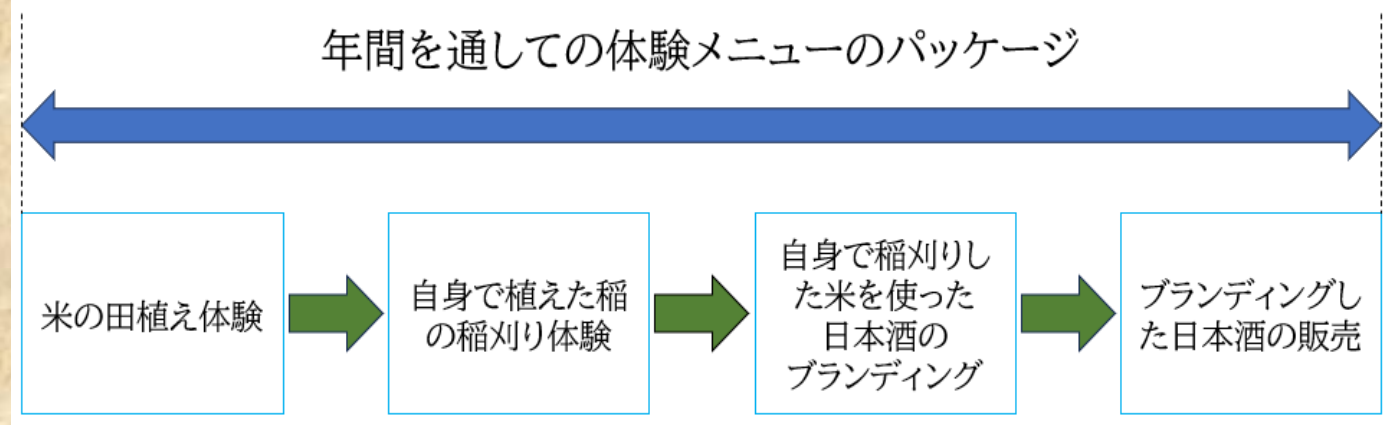 年間を通しての体験メニューのパッケージ
米の田植え体験
自身で植えた稲
の稲刈り体験
自身で稲刈りし
た米を使った
日本酒の
ブランディング
ブランディングし
た日本酒の販売